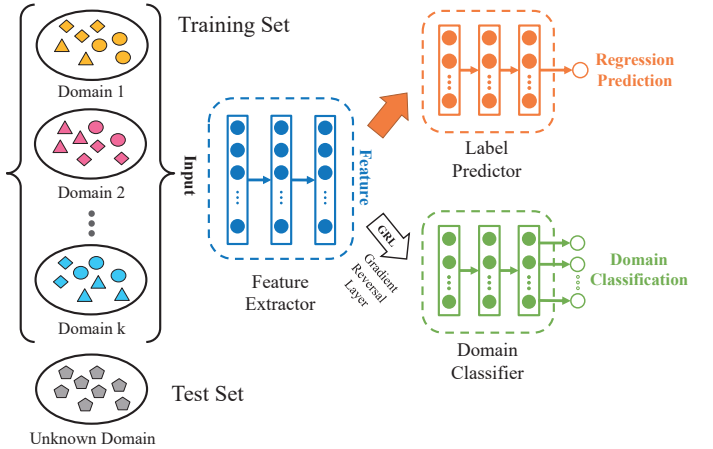 Training Set
Domain 1
Domain 2
Domain k
Unknown Domain
Test Set
Input
Feature
Extractor
Feature
GRL
Gradient
Reversal
Layer
Label
Predictor
Regression
Prediction
Domain
Classifier
Domain
Classification